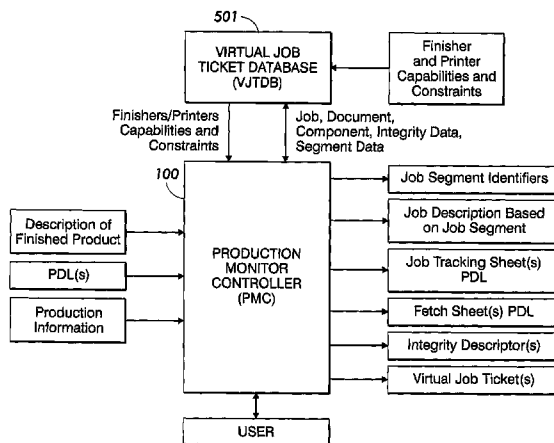 501
VIRTUAL JOB
TICKET DATABASE
(VJTDB)
Finisher
and Printer
Capabilities and
Constraints
Finishers/Printers
Capabilities and
Constraints
Job, Document,
Component, Integrity Data,
Segment Data
100
Description of
Finished Product
PDL(s)
Production
Information
PRODUCTION
MONITOR
CONTROLLER
(PMC)
Job Segment Identifiers
Job Description Based
on Job Segment
Job Tracking Sheet(s)
PDL
Fetch Sheet(s) PDL
Integrity Descriptor(s)
Virtual Job Ticket(s)
USER